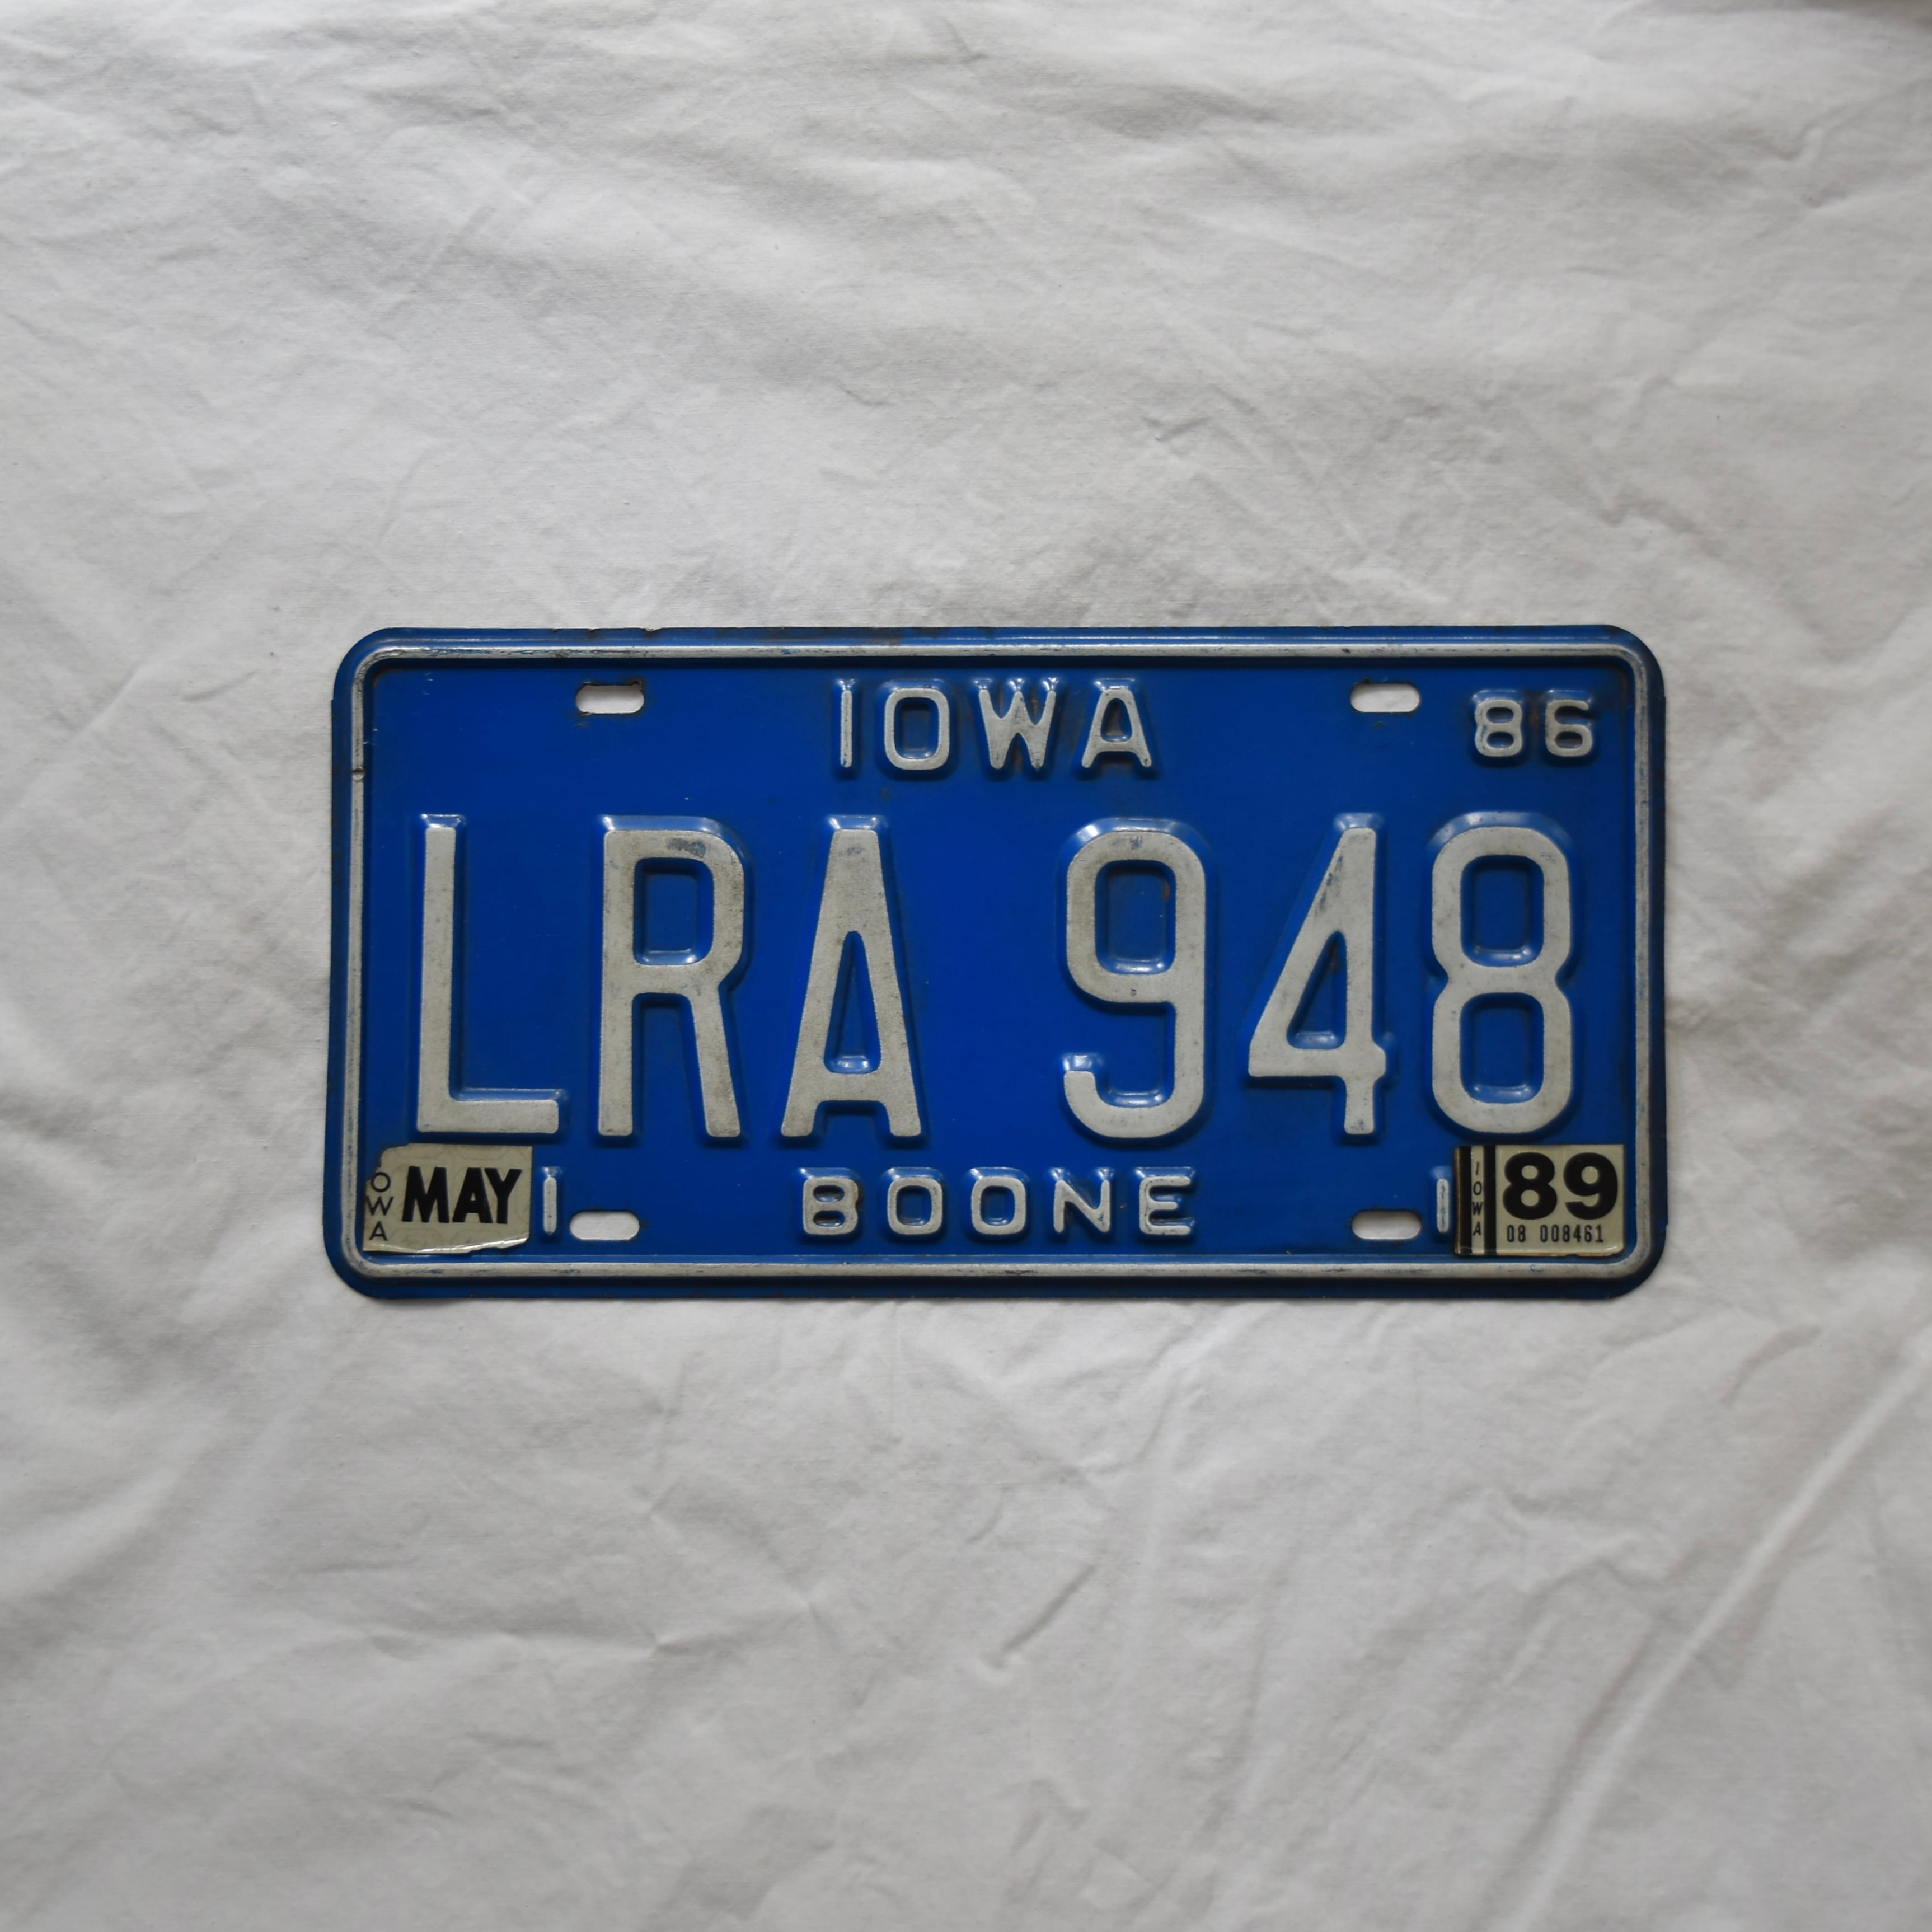 IOWA 86
LRA 948
IOWA MAY BOONE IOWA 89
08 008461